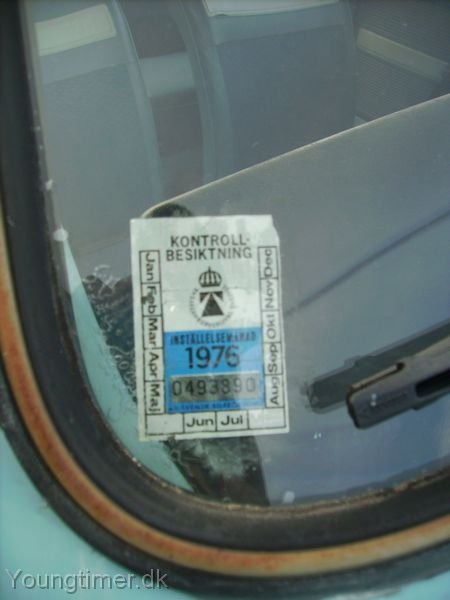 KONTROLL-
BESIKTNING
Jan Feb Mar Apr Maj
Jun Jul
Aug Sep Okt Nov Dec
INSTÄLLELSEMÅNAD
1976
0493890
Youngtimer.dk